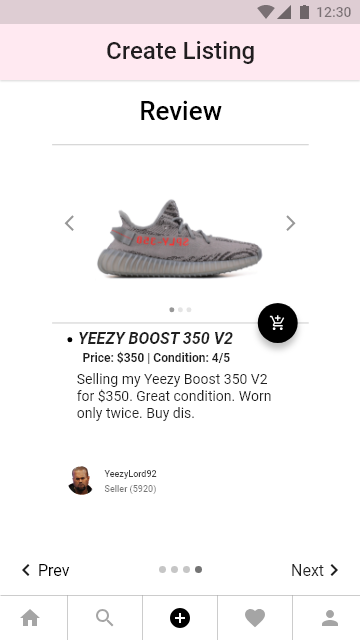 12:30
Create Listing
Review
• YEEZY BOOST 350 V2
Price: $350 | Condition: 4/5
Selling my Yeezy Boost 350 V2
for $350. Great condition. Worn
only twice. Buy dis.
YeezyLord92
Seller (5920)
Prev
Next